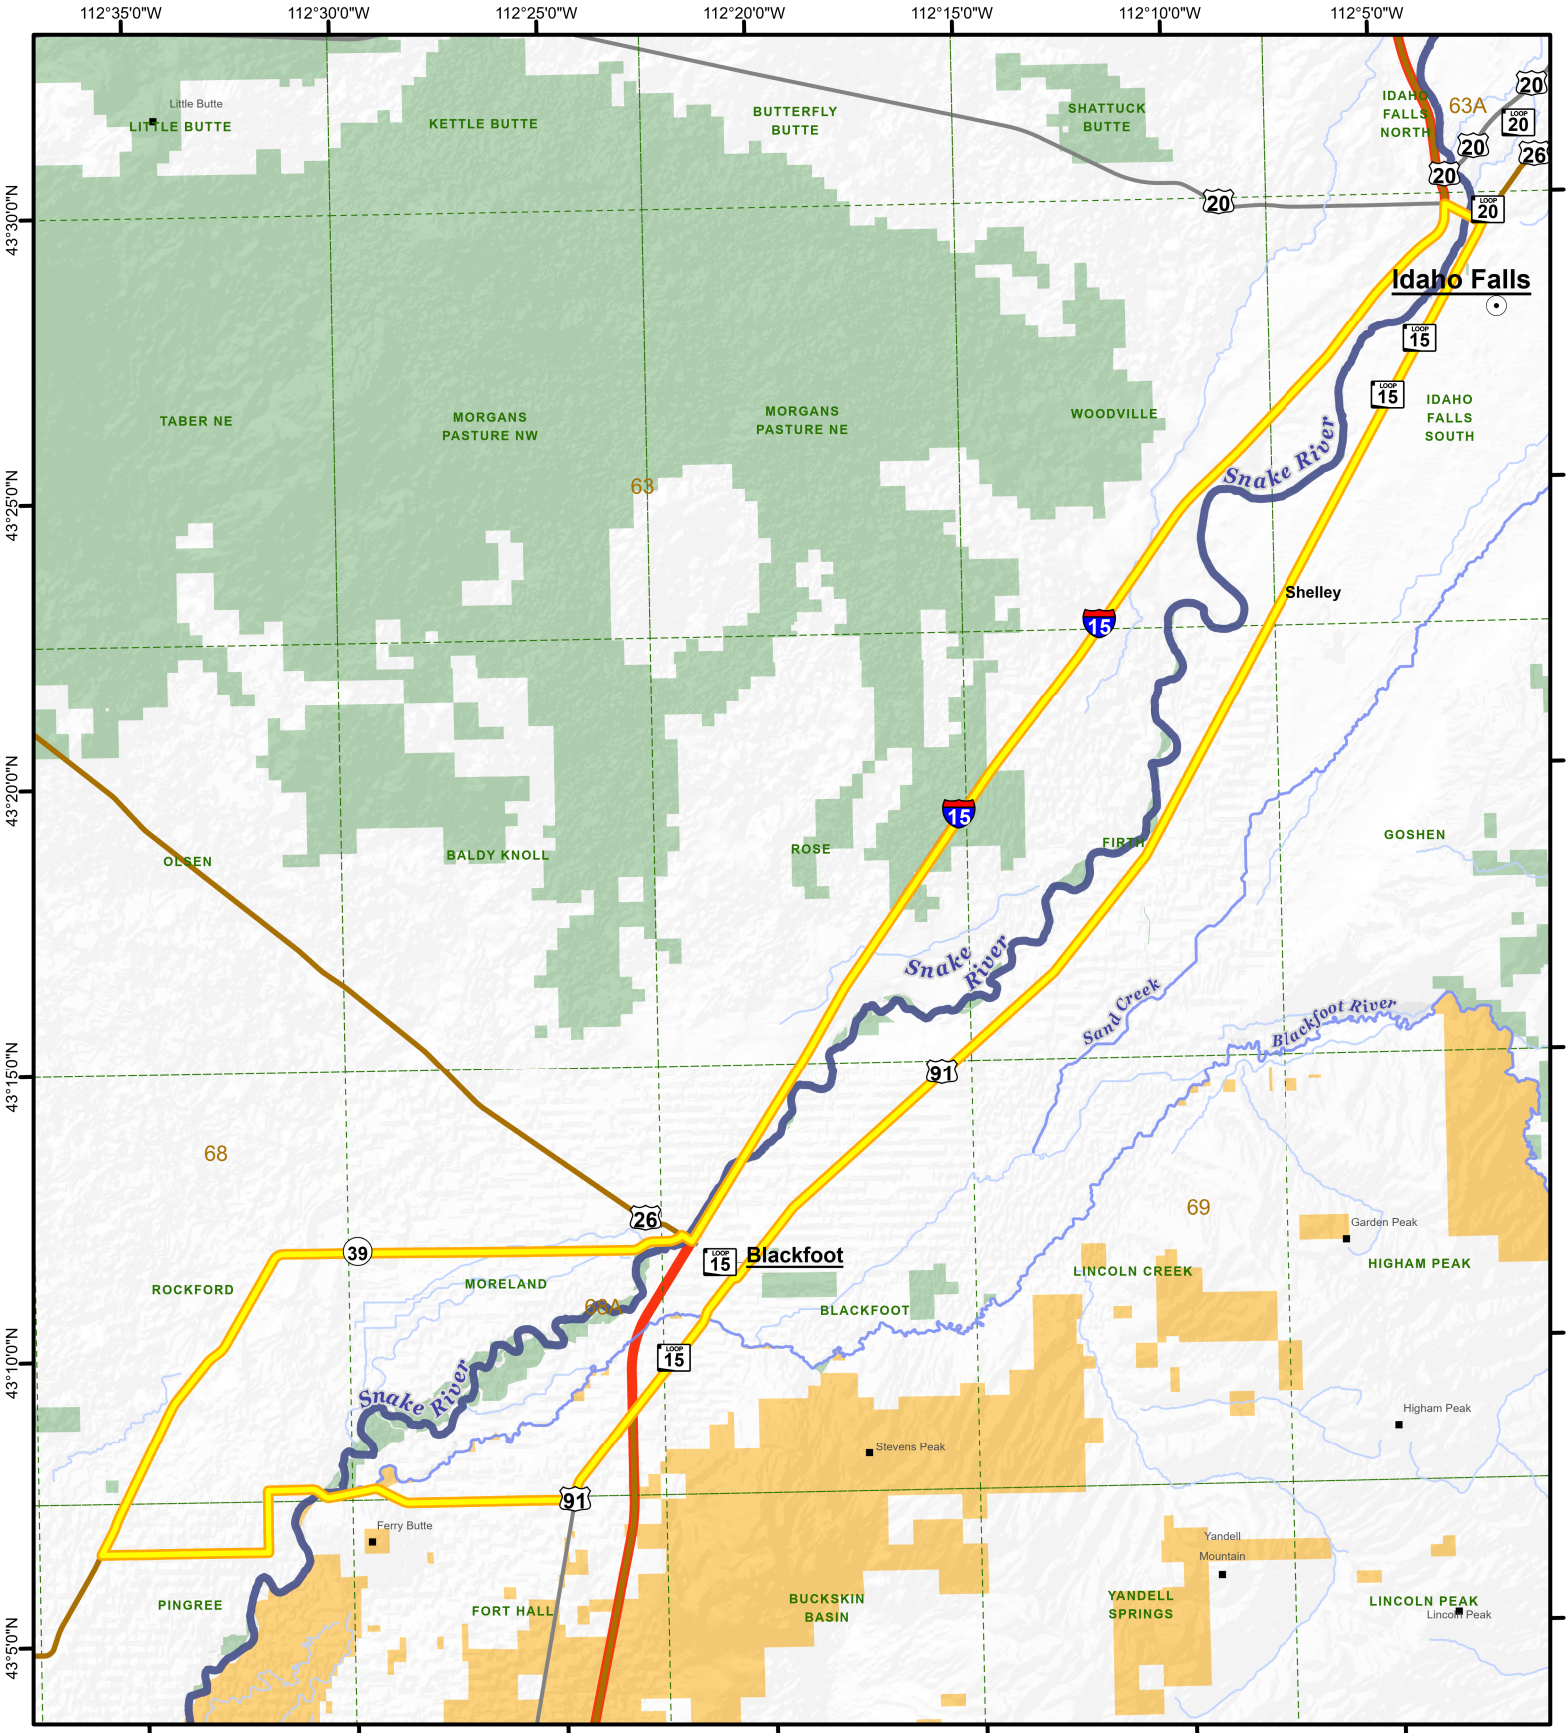 112°35'0"W
112°30'0"W
112°25'0"W
112°20'0"W
112°15'0"W
112°10'0"W
112°5'0"W
20
Little Butte
LITTLE BUTTE
KETTLE BUTTE
BUTTERFLY
BUTTE
SHATTUCK
BUTTE
IDAHO
FALLS
NORTH
63A
LOOP
20
20
26
20
43°30'0"N
20
LOOP
20
Idaho Falls
LOOP
15
LOOP
15
TABER NE
MORGANS
PASTURE NW
MORGANS
PASTURE NE
WOODVILLE
IDAHO
FALLS
SOUTH
Snake River
63
43°25'0"N
Shelley
15
43°20'0"N
15
OLSEN
BALDY KNOLL
ROSE
FIRTH
GOSHEN
Snake
River
Sand Creek
Blackfoot River
43°15'0"N
91
68
69
26
Garden Peak
39
LOOP
15
Blackfoot
HIGHAM PEAK
LINCOLN CREEK
ROCKFORD
MORELAND
68A
BLACKFOOT
43°10'0"N
LOOP
15
Snake River
Higham Peak
Stevens Peak
91
Ferry Butte
Yandell
Mountain
PINGREE
FORT HALL
BUCKSKIN
BASIN
YANDELL
SPRINGS
LINCOLN PEAK
Lincoln Peak
43°5'0"N